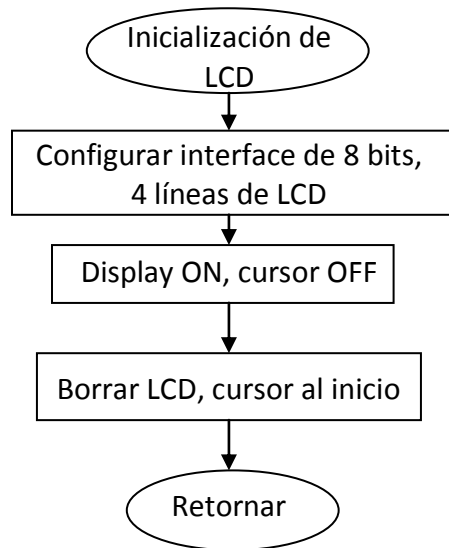 Inicialización de
LCD
Configurar interface de 8 bits,
4 líneas de LCD
Display ON, cursor OFF
Borrar LCD, cursor al inicio
Retornar